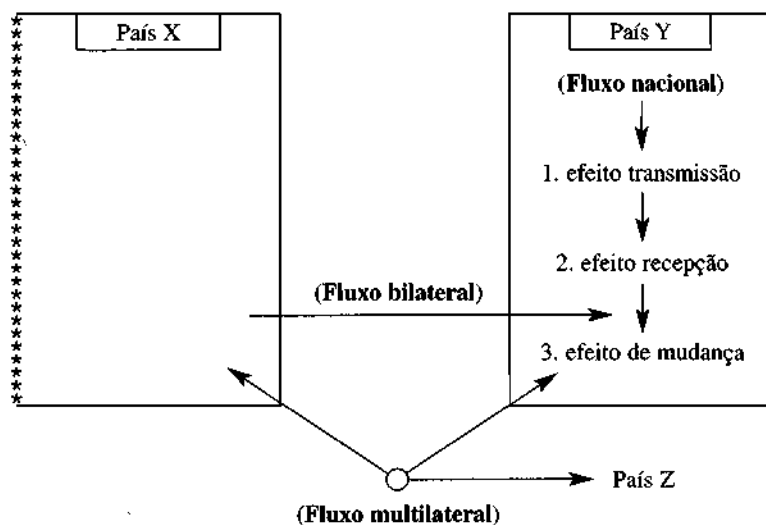 País X
País Y
(Fluxo nacional)
1. efeito transmissão
2. efeito recepção
(Fluxo bilateral)
3. efeito de mudança
País Z
(Fluxo multilateral)